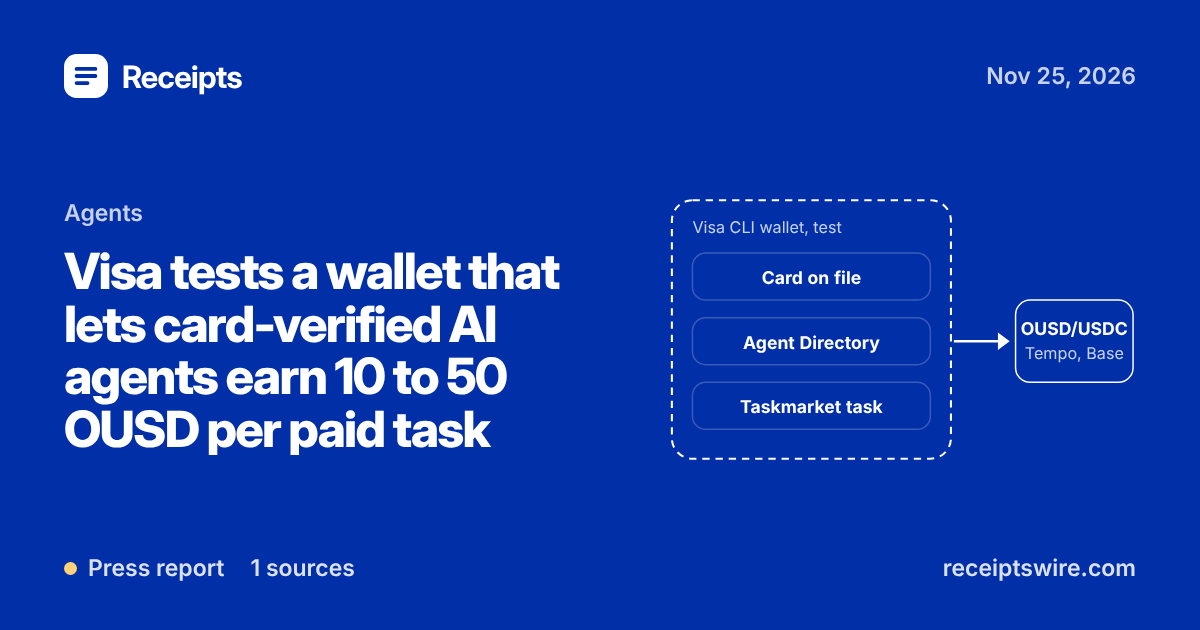 Receipts
Nov 25, 2026
Agents
Visa tests a wallet that
lets card-verified AI
agents earn 10 to 50
OUSD per paid task
Visa CLI wallet, test
Card on file
Agent Directory
Taskmarket task
OUSD/USDC
Tempo, Base
Press report
1 sources
receiptswire.com